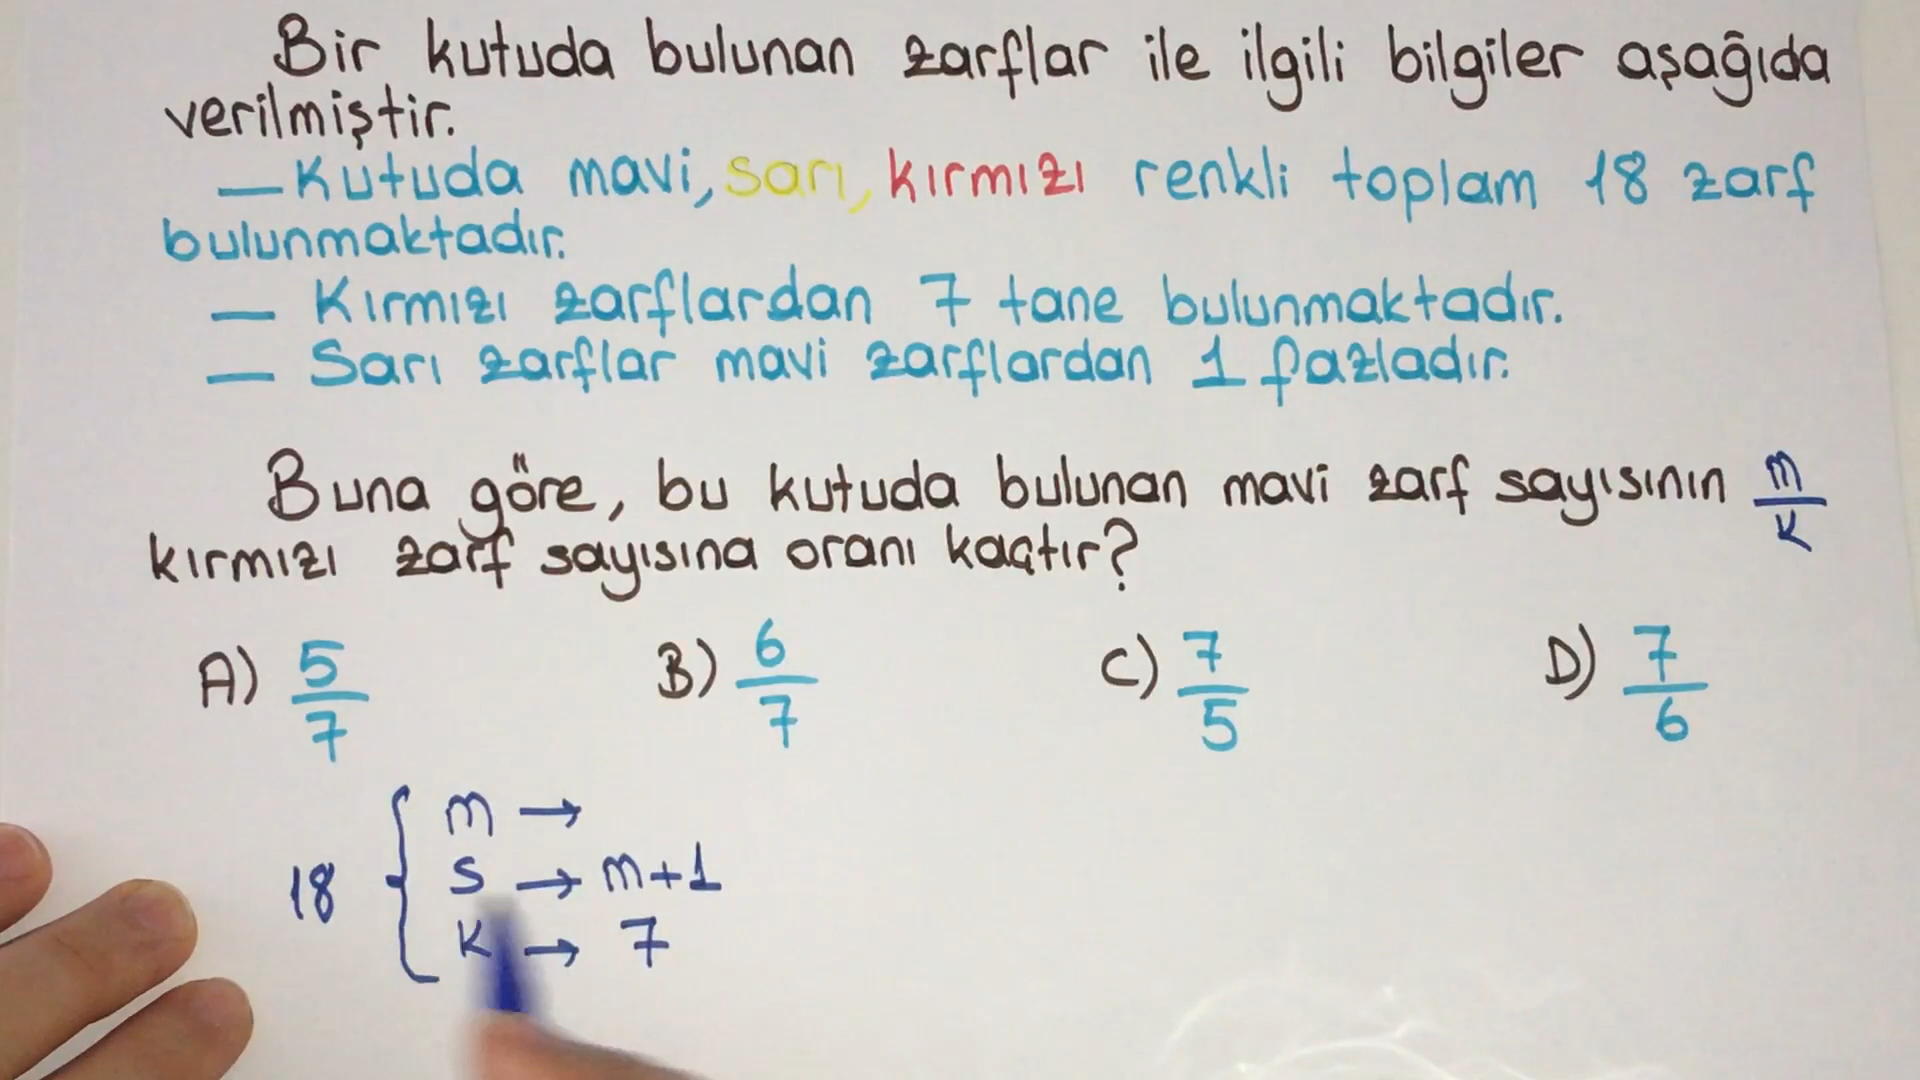 Bir kutuda bulunan zarflar ile ilgili bilgiler aşağıda
verilmiştir.
— Kutuda mavi, sarı, kırmızı renkli toplam 18 zarf
bulunmaktadır.
— Kırmızı zarflardan 7 tane bulunmaktadır.
— Sarı zarflar mavi zarflardan 1 fazladır.
Buna göre, bu kutuda bulunan mavi zarf sayısının m/k
kırmızı zarf sayısına oranı kaçtır?
A) 5/7 B) 6/7 C) 7/5 D) 7/6
m →
18 { s → m+1
k → 7